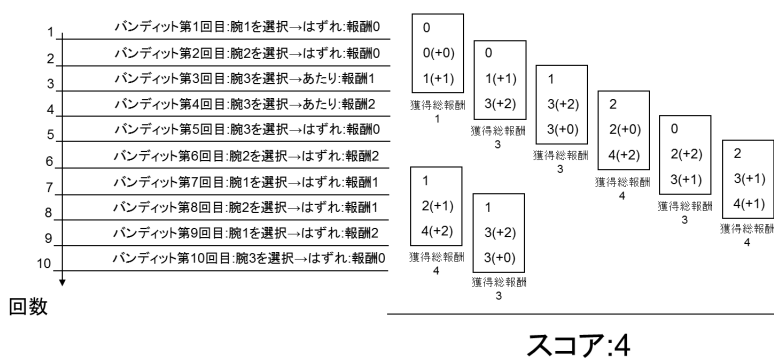 1
バンディット第1回目:腕1を選択→はずれ:報酬0
2
バンディット第2回目:腕2を選択→はずれ:報酬0
3
バンディット第3回目:腕3を選択→あたり:報酬1
4
バンディット第4回目:腕3を選択→あたり:報酬2
5
バンディット第5回目:腕3を選択→はずれ:報酬0
6
バンディット第6回目:腕2を選択→はずれ:報酬2
7
バンディット第7回目:腕1を選択→はずれ:報酬1
8
バンディット第8回目:腕2を選択→はずれ:報酬1
9
バンディット第9回目:腕1を選択→はずれ:報酬2
10
バンディット第10回目:腕3を選択→はずれ:報酬0
回数
0
0(+0)
1(+1)
獲得総報酬
1
0
1(+1)
3(+2)
獲得総報酬
3
1
3(+2)
3(+0)
獲得総報酬
3
2
2(+0)
4(+2)
獲得総報酬
4
0
2(+2)
3(+1)
獲得総報酬
3
2
3(+1)
4(+1)
獲得総報酬
4
1
2(+1)
4(+2)
獲得総報酬
4
1
3(+2)
3(+0)
獲得総報酬
3
スコア:4